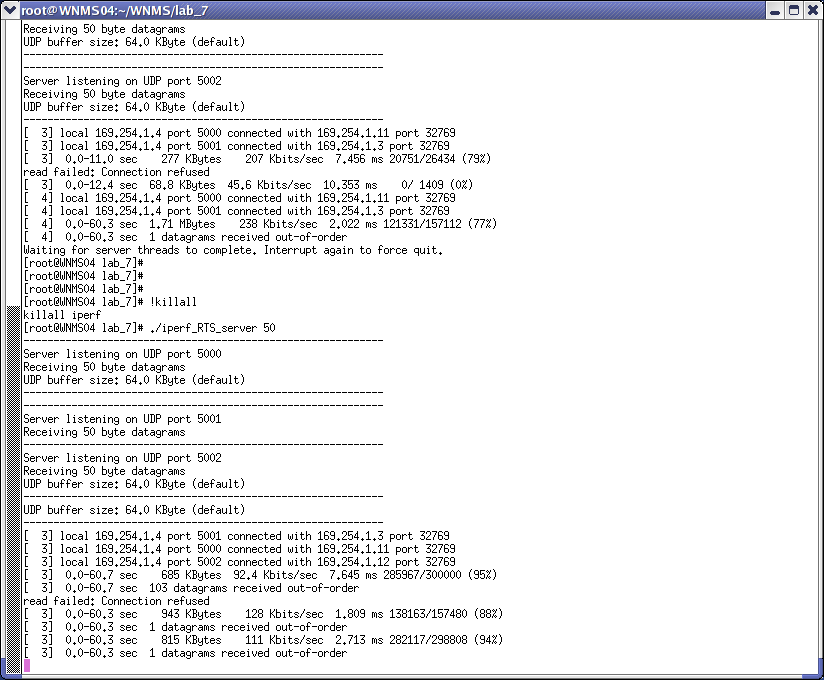 root@WNMS04:~/WNMS/lab_7
Receiving 50 byte datagrams
UDP buffer size: 64.0 KByte (default)
------------------------------------------------------------
------------------------------------------------------------
Server listening on UDP port 5002
Receiving 50 byte datagrams
UDP buffer size: 64.0 KByte (default)
------------------------------------------------------------
[  3] local 169.254.1.4 port 5000 connected with 169.254.1.11 port 32769
[  3] local 169.254.1.4 port 5001 connected with 169.254.1.3 port 32769
[  3]  0.0-11.0 sec    277 KBytes    207 Kbits/sec  7.456 ms 20751/26434 (79%)
read failed: Connection refused
[  3]  0.0-12.4 sec  68.8 KBytes  45.6 Kbits/sec  10.353 ms    0/ 1409 (0%)
[  4] local 169.254.1.4 port 5000 connected with 169.254.1.11 port 32769
[  4] local 169.254.1.4 port 5001 connected with 169.254.1.3 port 32769
[  4]  0.0-60.3 sec  1.71 MBytes    238 Kbits/sec  2.022 ms 121331/157112 (77%)
[  4]  0.0-60.3 sec  1 datagrams received out-of-order
Waiting for server threads to complete. Interrupt again to force quit.
[root@WNMS04 lab_7]#
[root@WNMS04 lab_7]#
[root@WNMS04 lab_7]#
[root@WNMS04 lab_7]# !killall
killall iperf
[root@WNMS04 lab_7]# ./iperf_RTS_server 50
------------------------------------------------------------
Server listening on UDP port 5000
Receiving 50 byte datagrams
UDP buffer size: 64.0 KByte (default)
------------------------------------------------------------
------------------------------------------------------------
Server listening on UDP port 5001
Receiving 50 byte datagrams
------------------------------------------------------------
Server listening on UDP port 5002
Receiving 50 byte datagrams
UDP buffer size: 64.0 KByte (default)
------------------------------------------------------------
UDP buffer size: 64.0 KByte (default)
------------------------------------------------------------
[  3] local 169.254.1.4 port 5001 connected with 169.254.1.3 port 32769
[  3] local 169.254.1.4 port 5000 connected with 169.254.1.11 port 32769
[  3] local 169.254.1.4 port 5002 connected with 169.254.1.12 port 32769
[  3]  0.0-60.7 sec    685 KBytes  92.4 Kbits/sec  7.645 ms 285967/300000 (95%)
[  3]  0.0-60.7 sec  103 datagrams received out-of-order
read failed: Connection refused
[  3]  0.0-60.3 sec    943 KBytes    128 Kbits/sec  1.809 ms 138163/157480 (88%)
[  3]  0.0-60.3 sec  1 datagrams received out-of-order
[  3]  0.0-60.3 sec    815 KBytes    111 Kbits/sec  2.713 ms 282117/298808 (94%)
[  3]  0.0-60.3 sec  1 datagrams received out-of-order